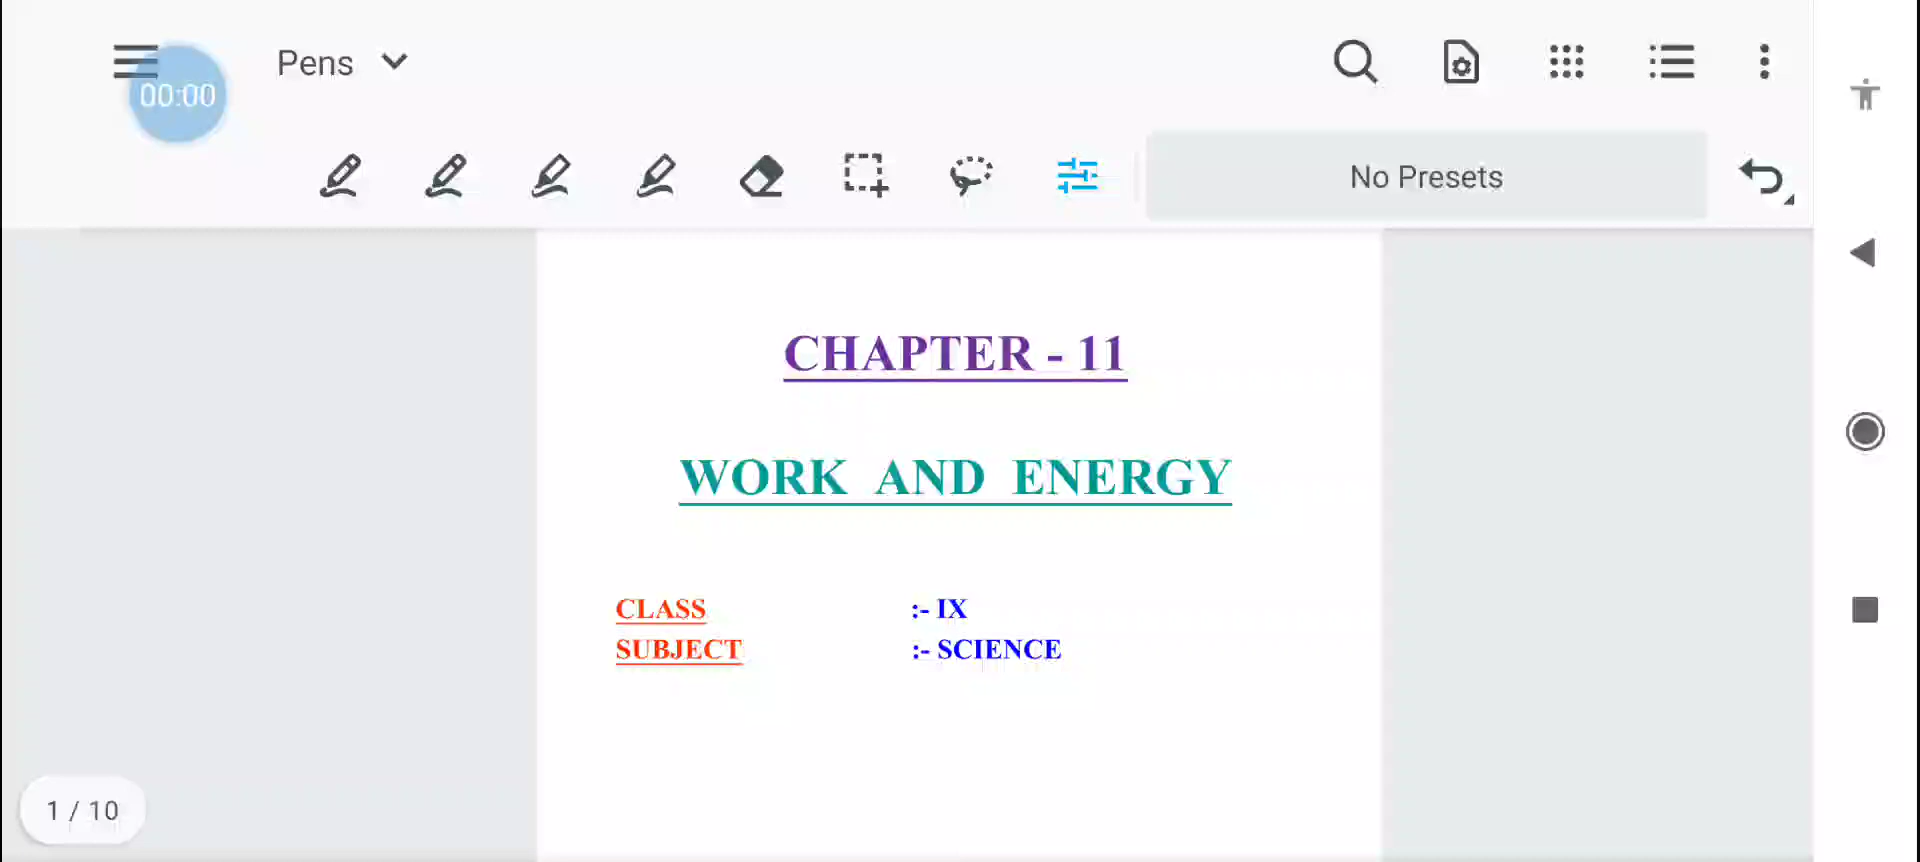 Pens
00:00
No Presets
CHAPTER - 11
WORK AND ENERGY
CLASS :- IX
SUBJECT :- SCIENCE
1 / 10